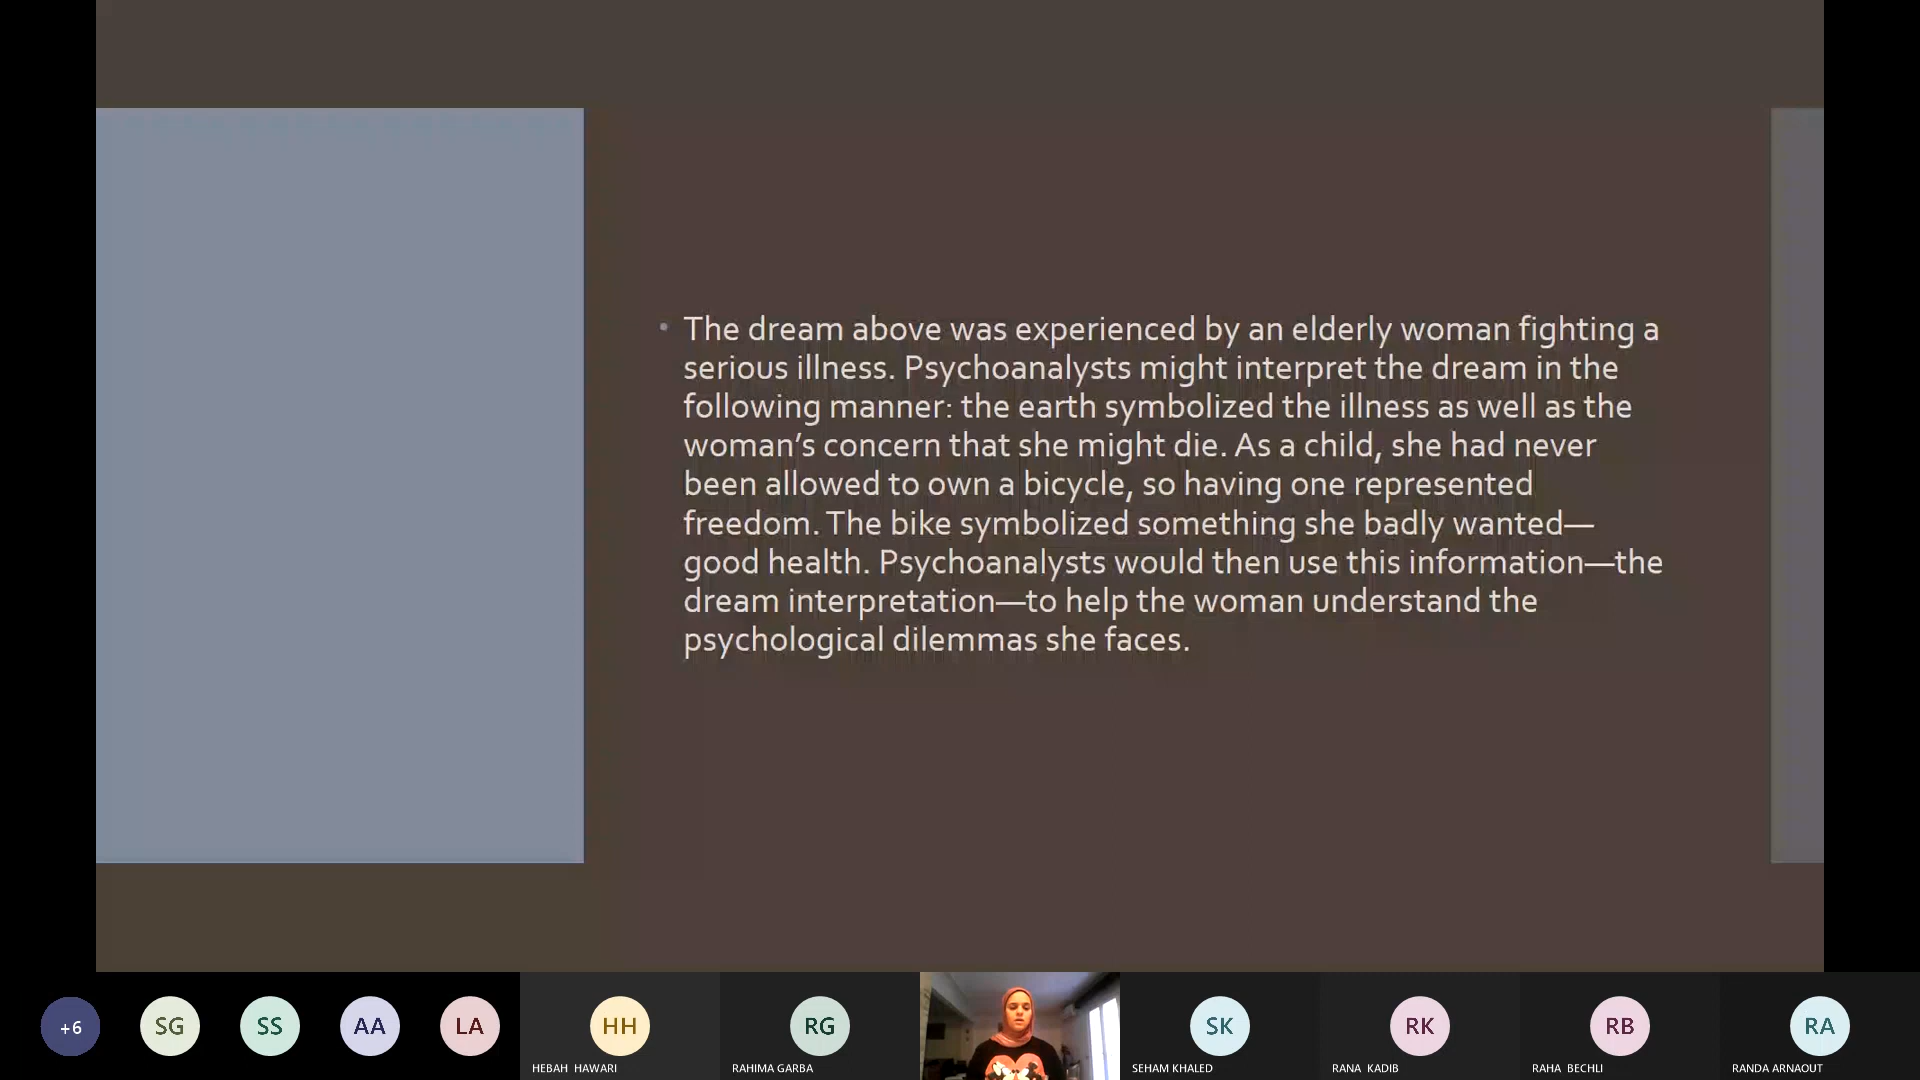 • The dream above was experienced by an elderly woman fighting a
serious illness. Psychoanalysts might interpret the dream in the
following manner: the earth symbolized the illness as well as the
woman’s concern that she might die. As a child, she had never
been allowed to own a bicycle, so having one represented
freedom. The bike symbolized something she badly wanted—
good health. Psychoanalysts would then use this information—the
dream interpretation—to help the woman understand the
psychological dilemmas she faces.
+6
SG
SS
AA
LA
HH
HEBAH HAWARI
RG
RAHIMA GARBA
SK
SEHAM KHALED
RK
RANA KADIB
RB
RAHA BECHLI
RA
RANDA ARNAOUT